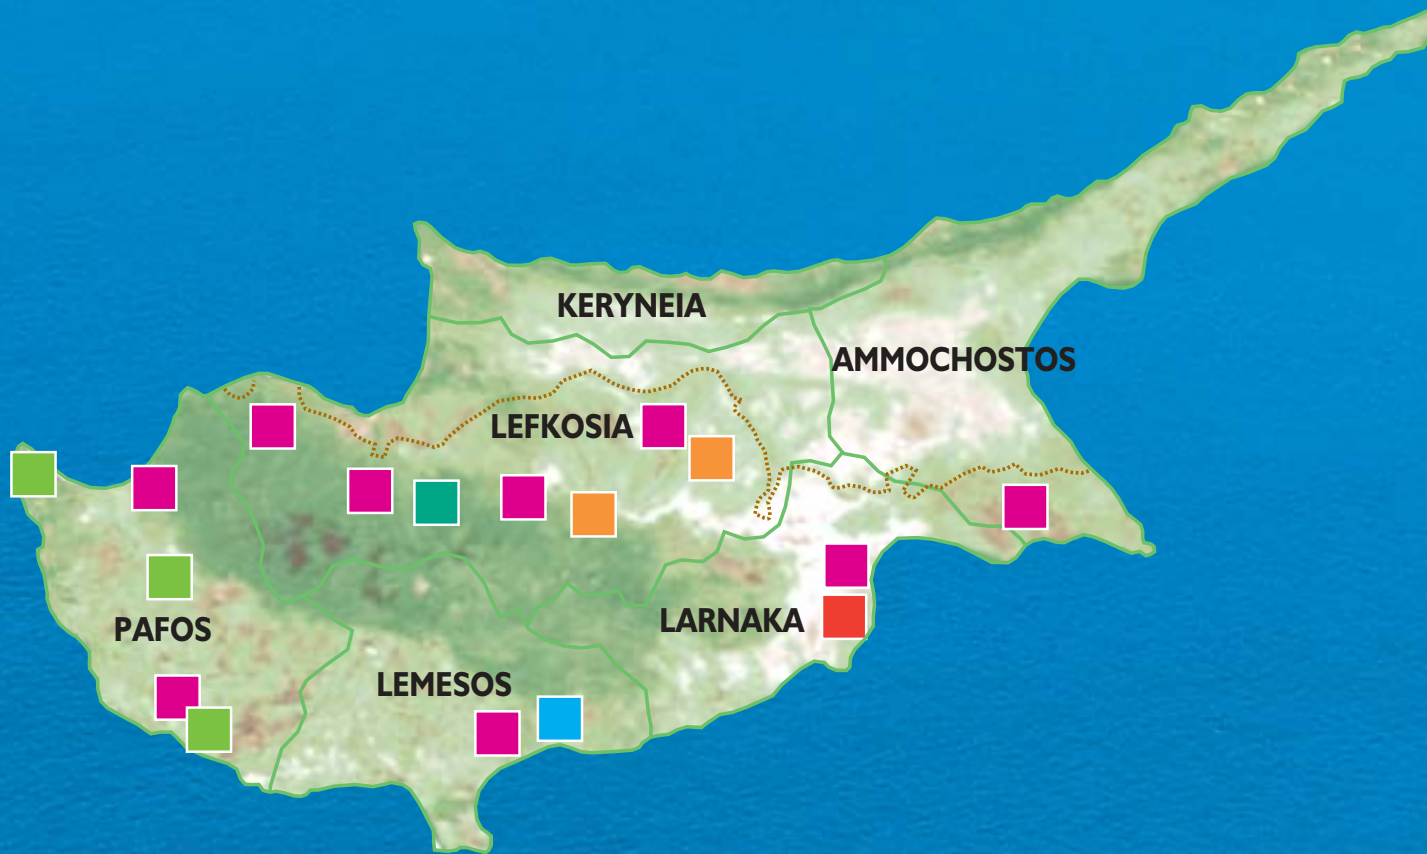 KERYNEIA
AMMOCHOSTOS
LEFKOSIA
LARNAKA
PAFOS
LEMESOS